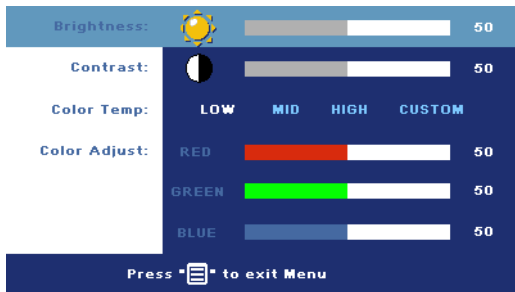 Brightness: 50
Contrast: 50
Color Temp: LOW MID HIGH CUSTOM
Color Adjust: RED 50
GREEN 50
BLUE 50
Press "" to exit Menu